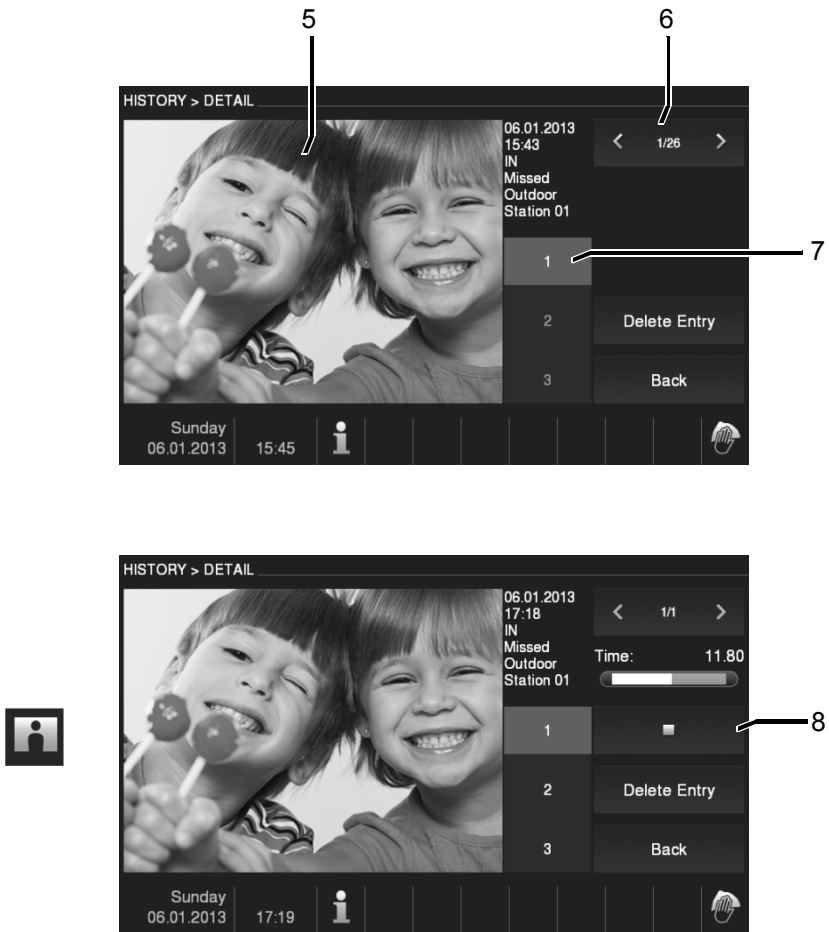 5
6
HISTORY > DETAIL
06.01.2013
15:43
IN
Missed
Outdoor
Station 01
1/26
7
1
2
Delete Entry
3
Back
Sunday
06.01.2013
15:45
HISTORY > DETAIL
06.01.2013
17:18
IN
Missed
Outdoor
Station 01
1/1
Time: 11.80
8
1
2
Delete Entry
3
Back
Sunday
06.01.2013
17:19